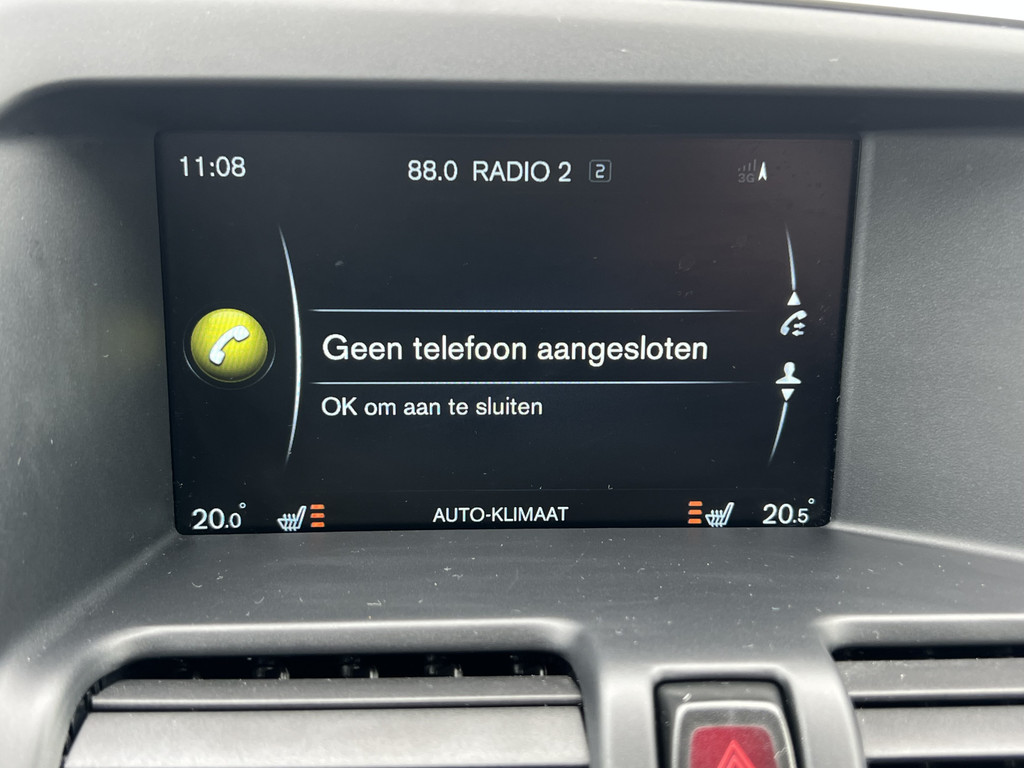 11:08 88.0 RADIO 2 2 3G
Geen telefoon aangesloten
OK om aan te sluiten
20.0° AUTO-KLIMAAT 20.5°